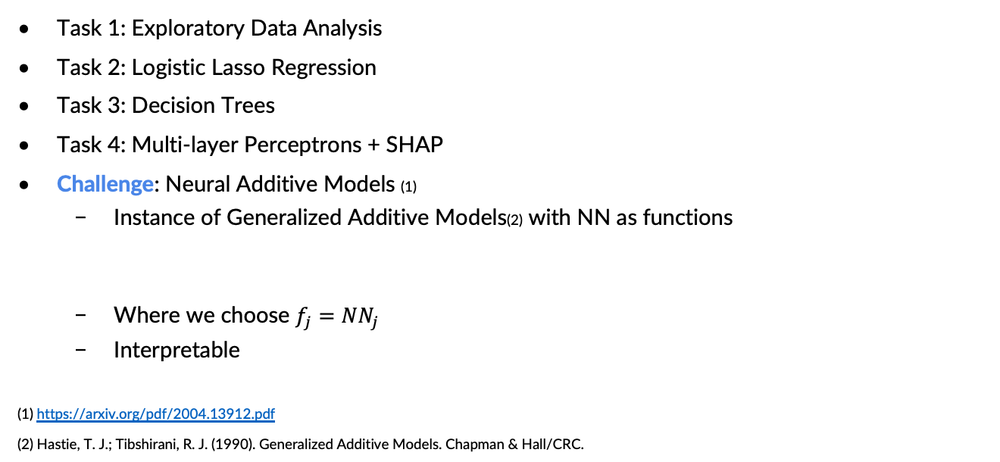 • Task 1: Exploratory Data Analysis
• Task 2: Logistic Lasso Regression
• Task 3: Decision Trees
• Task 4: Multi-layer Perceptrons + SHAP
• Challenge: Neural Additive Models (1)
– Instance of Generalized Additive Models(2) with NN as functions
– Where we choose f_j = NN_j
– Interpretable
(1) https://arxiv.org/pdf/2004.13912.pdf
(2) Hastie, T. J.; Tibshirani, R. J. (1990). Generalized Additive Models. Chapman & Hall/CRC.